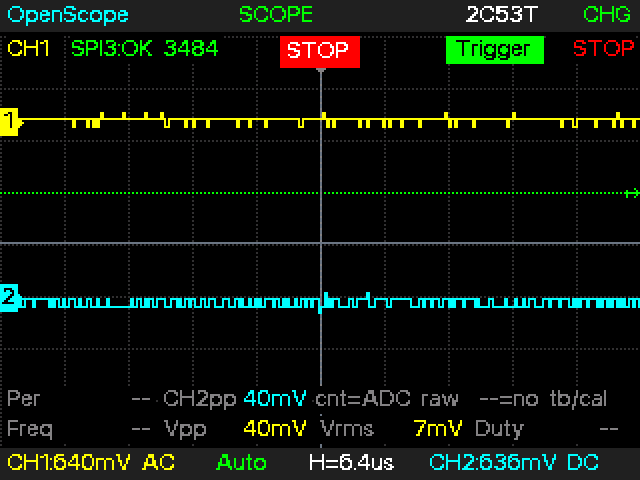 OpenScope SCOPE 2C53T CHG
CH1 SPI3:OK 3484 STOP Trigger STOP
1
2
Per -- CH2pp 40mV cnt=ADC raw --=no tb/cal
Freq -- Vpp 40mV Vrms 7mV Duty --
CH1:640mV AC Auto H=6.4us CH2:636mV DC